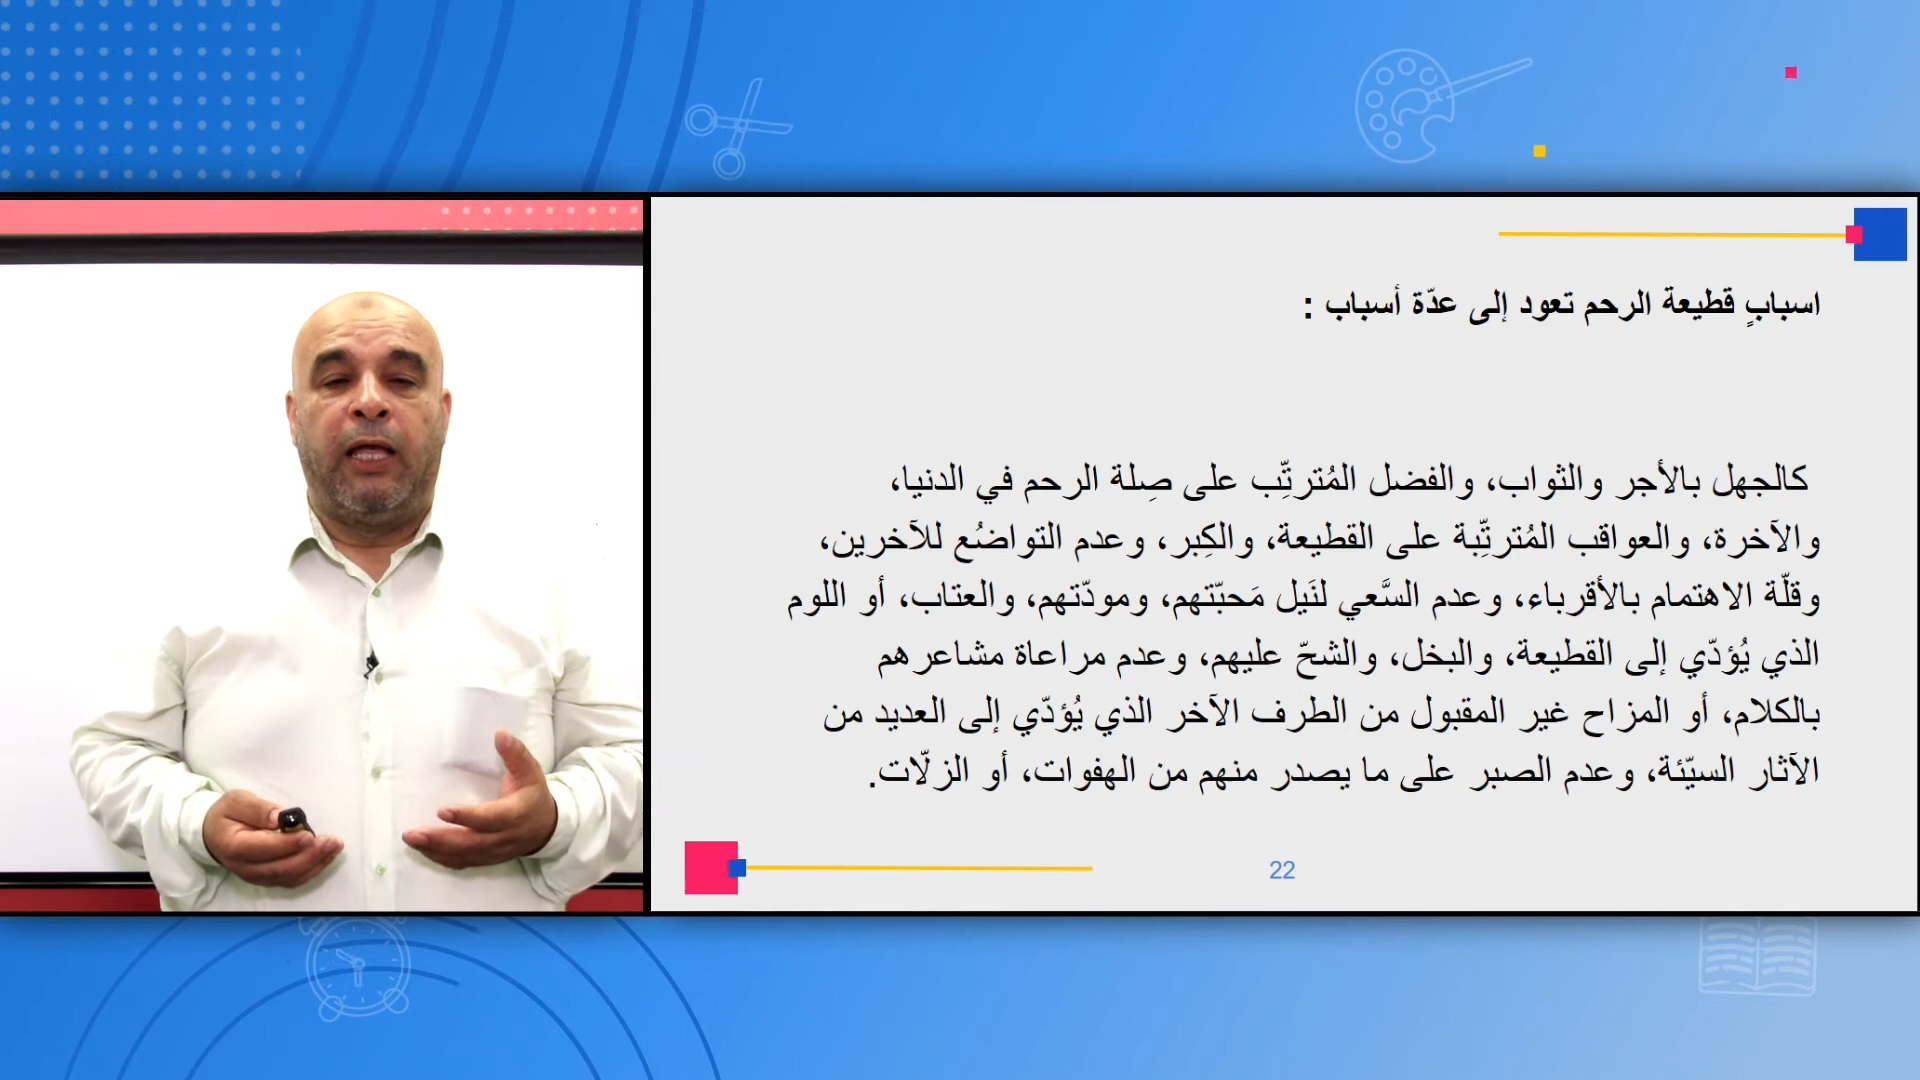 اسبابٍ قطيعة الرحم تعود إلى عدّة أسباب :
كالجهل بالأجر والثواب، والفضل المُترتِّب على صِلة الرحم في الدنيا،
والآخرة، والعواقب المُترتِّبة على القطيعة، والكِبر، وعدم التواضُع للآخرين،
وقلّة الاهتمام بالأقرباء، وعدم السَّعي لنَيل مَحبّتهم، ومودّتهم، والعتاب، أو اللوم
الذي يُؤدّي إلى القطيعة، والبخل، والشحّ عليهم، وعدم مراعاة مشاعرهم
بالكلام، أو المزاح غير المقبول من الطرف الآخر الذي يُؤدّي إلى العديد من
الآثار السيّئة، وعدم الصبر على ما يصدر منهم من الهفوات، أو الزلّات.
22